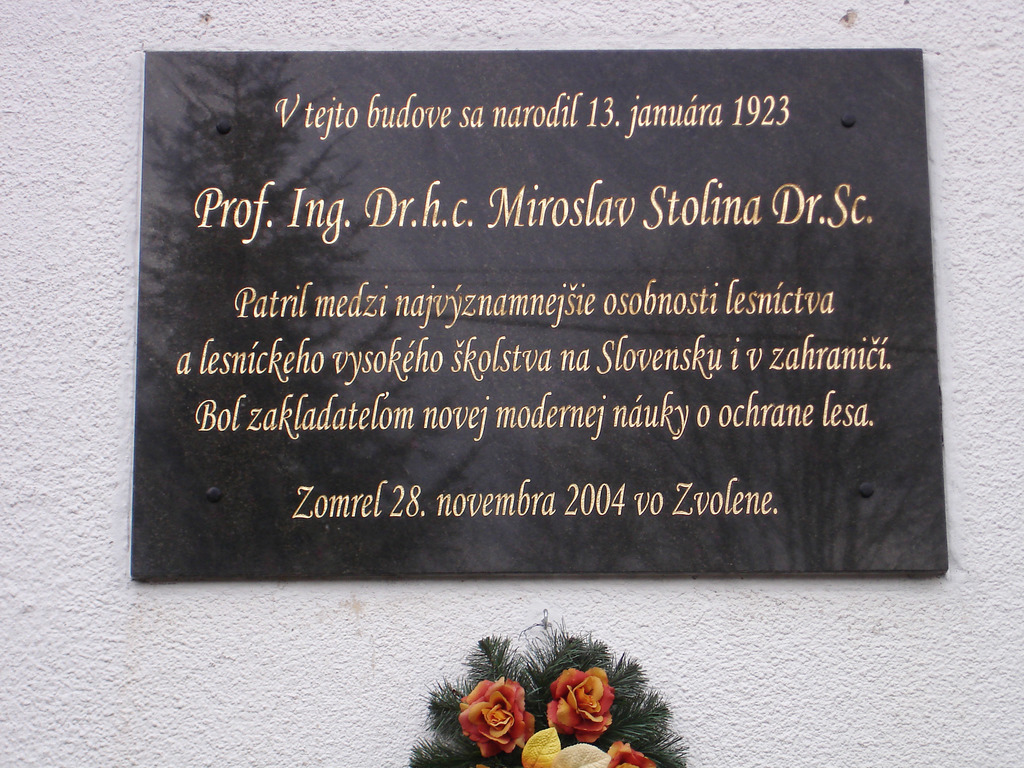 V tejto budove sa narodil 13. januára 1923
Prof. Ing. Dr.h.c. Miroslav Stolina Dr.Sc.
Patril medzi najvýznamnejšie osobnosti lesníctva
a lesníckeho vysokého školstva na Slovensku i v zahraničí.
Bol zakladateľom novej modernej náuky o ochrane lesa.
Zomrel 28. novembra 2004 vo Zvolene.